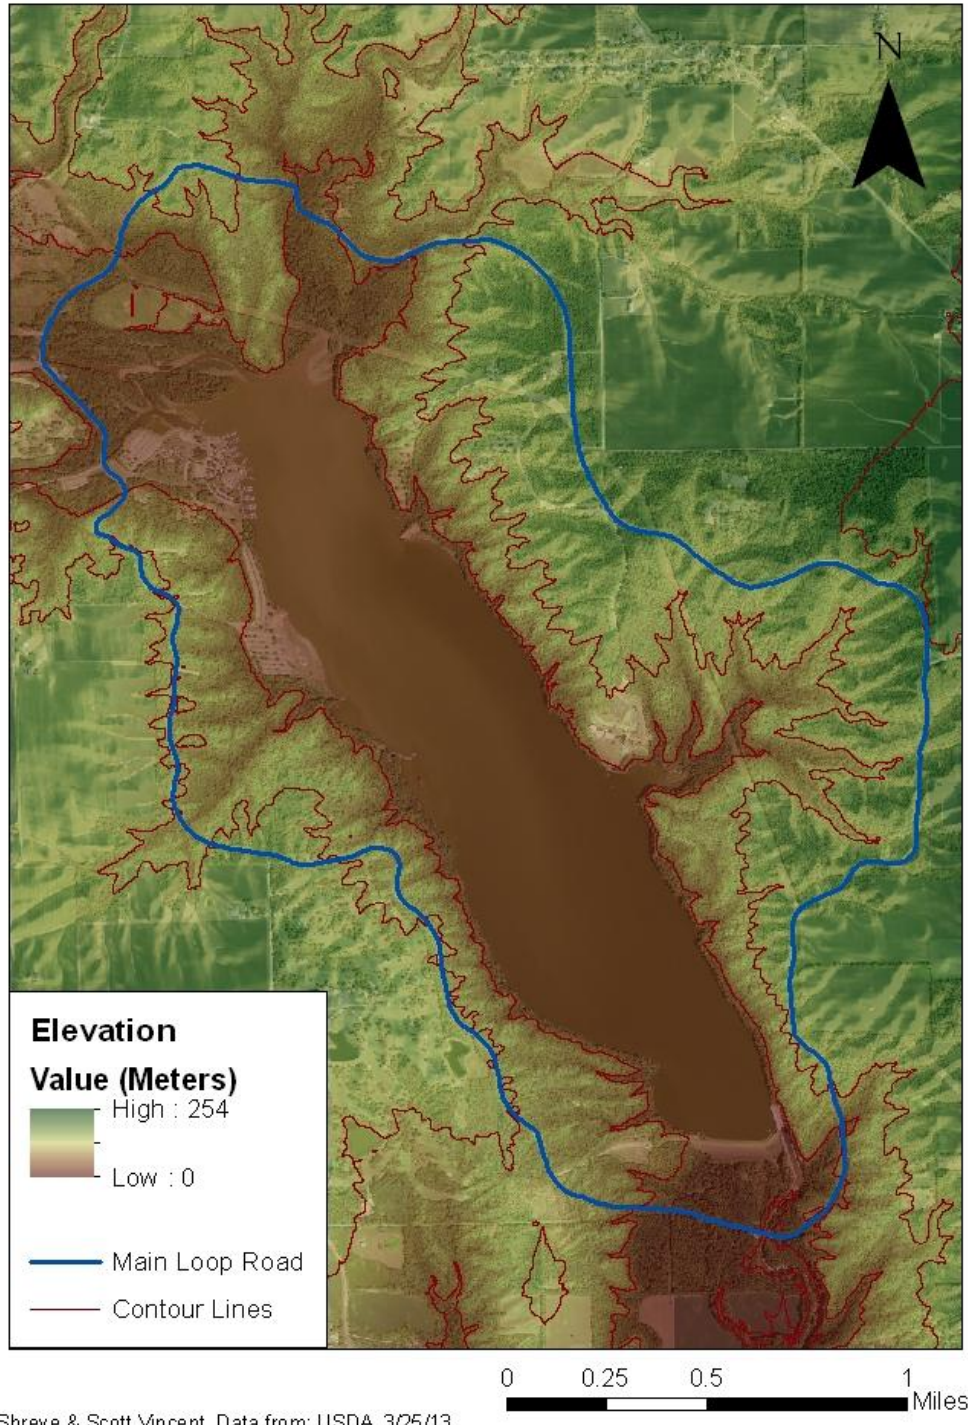 N
Elevation
Value (Meters)
High : 254
Low : 0
Main Loop Road
Contour Lines
0 0.25 0.5 1
Miles
Shreve & Scott Vincent. Data from: USDA. 3/25/13